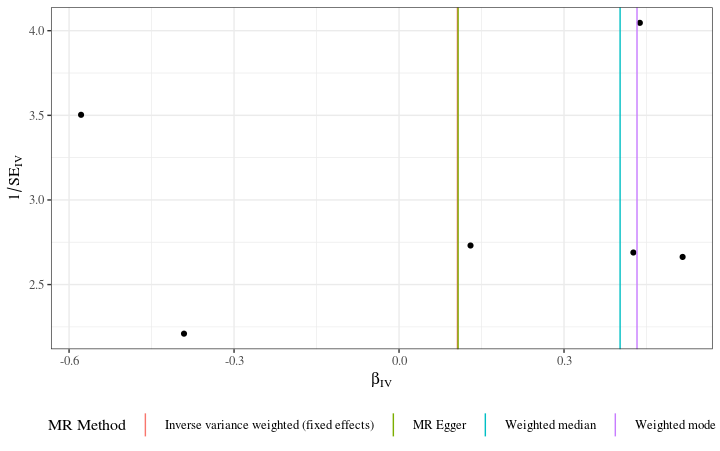 4.0
3.5
3.0
2.5
1/SE_IV
-0.6 -0.3 0.0 0.3
β_IV
MR Method Inverse variance weighted (fixed effects) MR Egger Weighted median Weighted mode